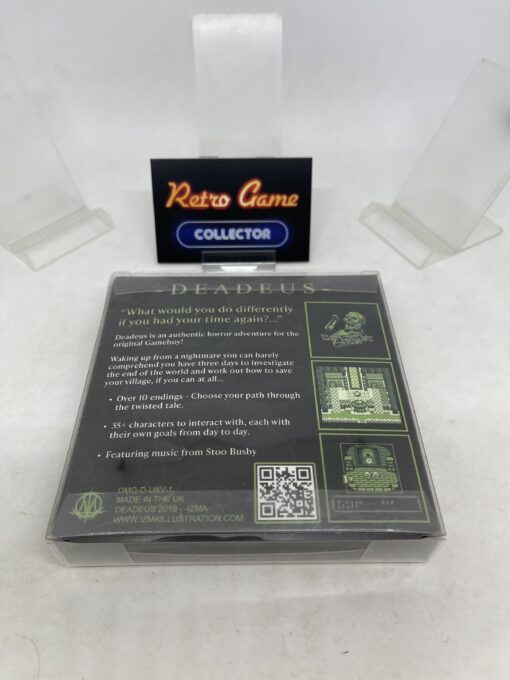 Retro Game
COLLECTOR
- DEADEUS -
"What would you do differently
if you had your time again?..."
Deadeus is an authentic horror adventure for the
original Gameboy!
Waking up from a nightmare you can barely
comprehend you have three days to investigate
the end of the world and work out how to save
your village, if you can at all...
• Over 10 endings - Choose your path through
the twisted tale.
• 35+ characters to interact with, each with
their own goals from day to day.
• Featuring music from Stoo Busby
DMG-D-UKV-1
MADE IN THE UK
DEADEUS 2019 - IZMA-
WWW.IZMAILLUSTRATION.COM